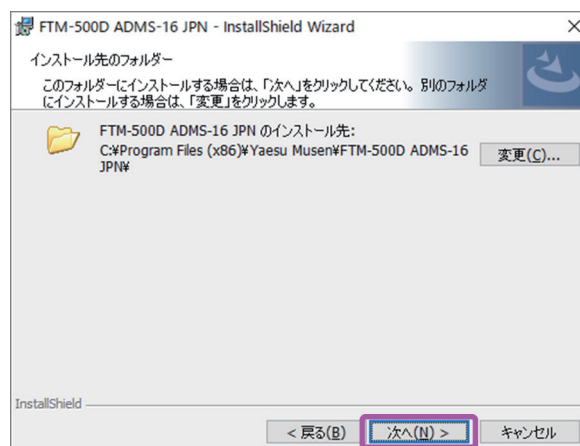 FTM-500D ADMS-16 JPN - InstallShield Wizard
インストール先のフォルダー
このフォルダーにインストールする場合は、「次へ」をクリックしてください。別のフォルダ
にインストールする場合は、「変更」をクリックします。
FTM-500D ADMS-16 JPN のインストール先:
C:¥Program Files (x86)¥Yaesu Musen¥FTM-500D ADMS-16
JPN¥
変更(C)...
InstallShield
< 戻る(B)
次へ(N) >
キャンセル